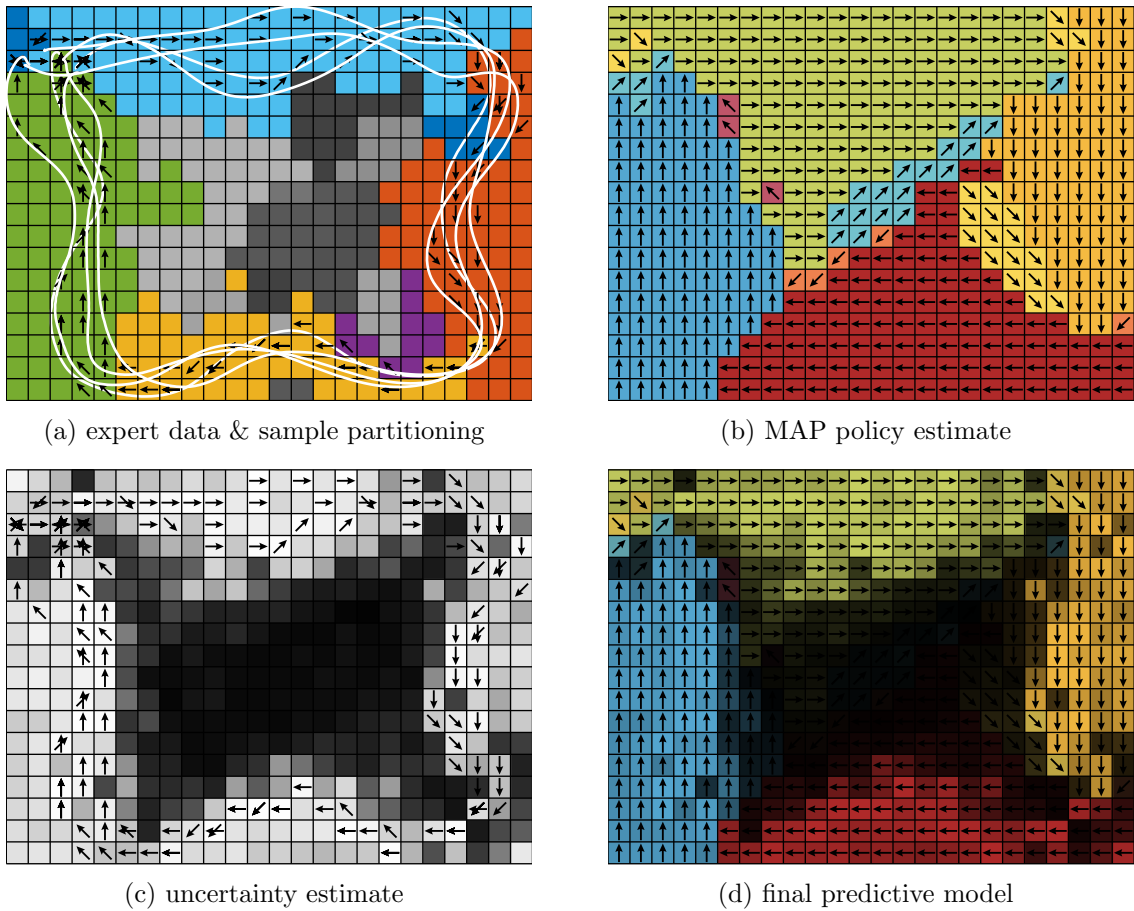 (a) expert data & sample partitioning
(b) MAP policy estimate
(c) uncertainty estimate
(d) final predictive model